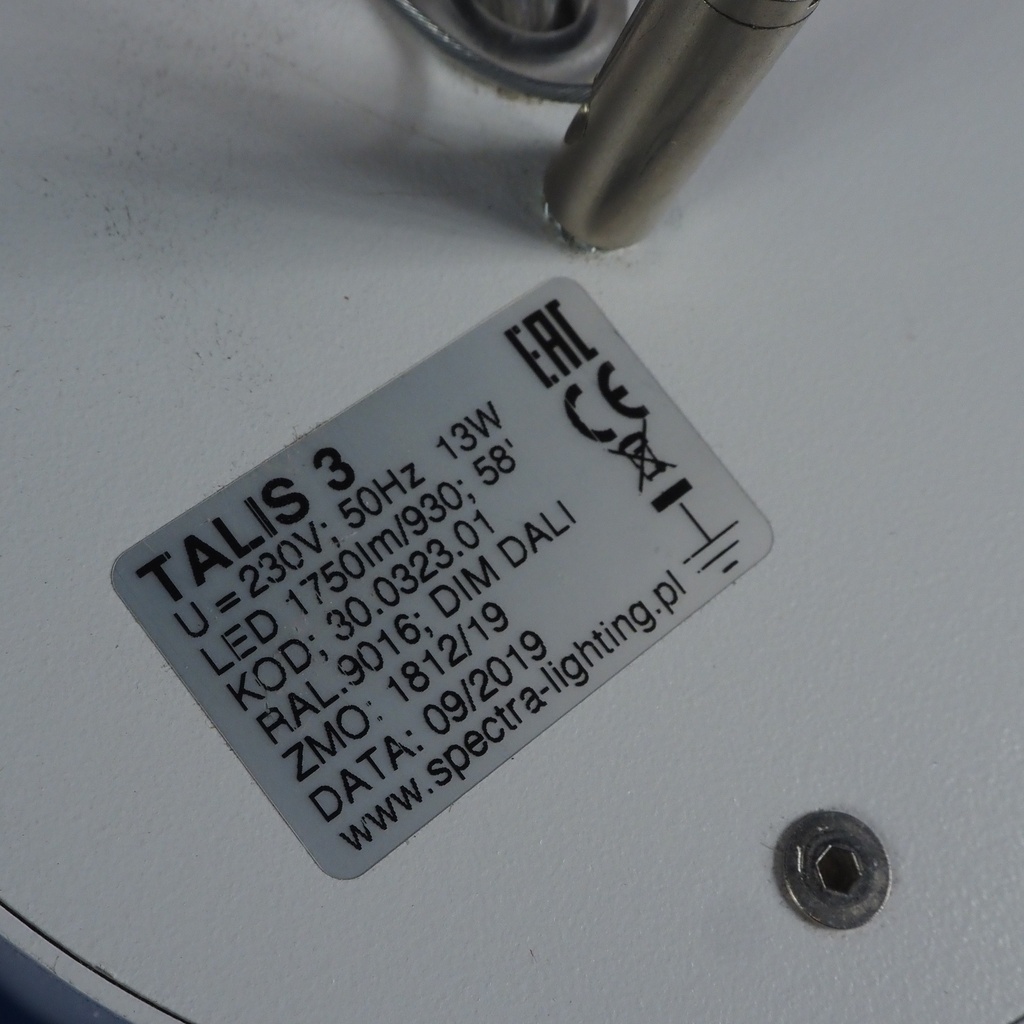 TALIS 3
U = 230V; 50Hz 13W
LED 1750lm/930; 58'
KOD; 30.0323.01
RAL.9016; DIM DALI
ZMO: 1812/19
DATA: 09/2019
www.spectra-lighting.pl
EAC
CE